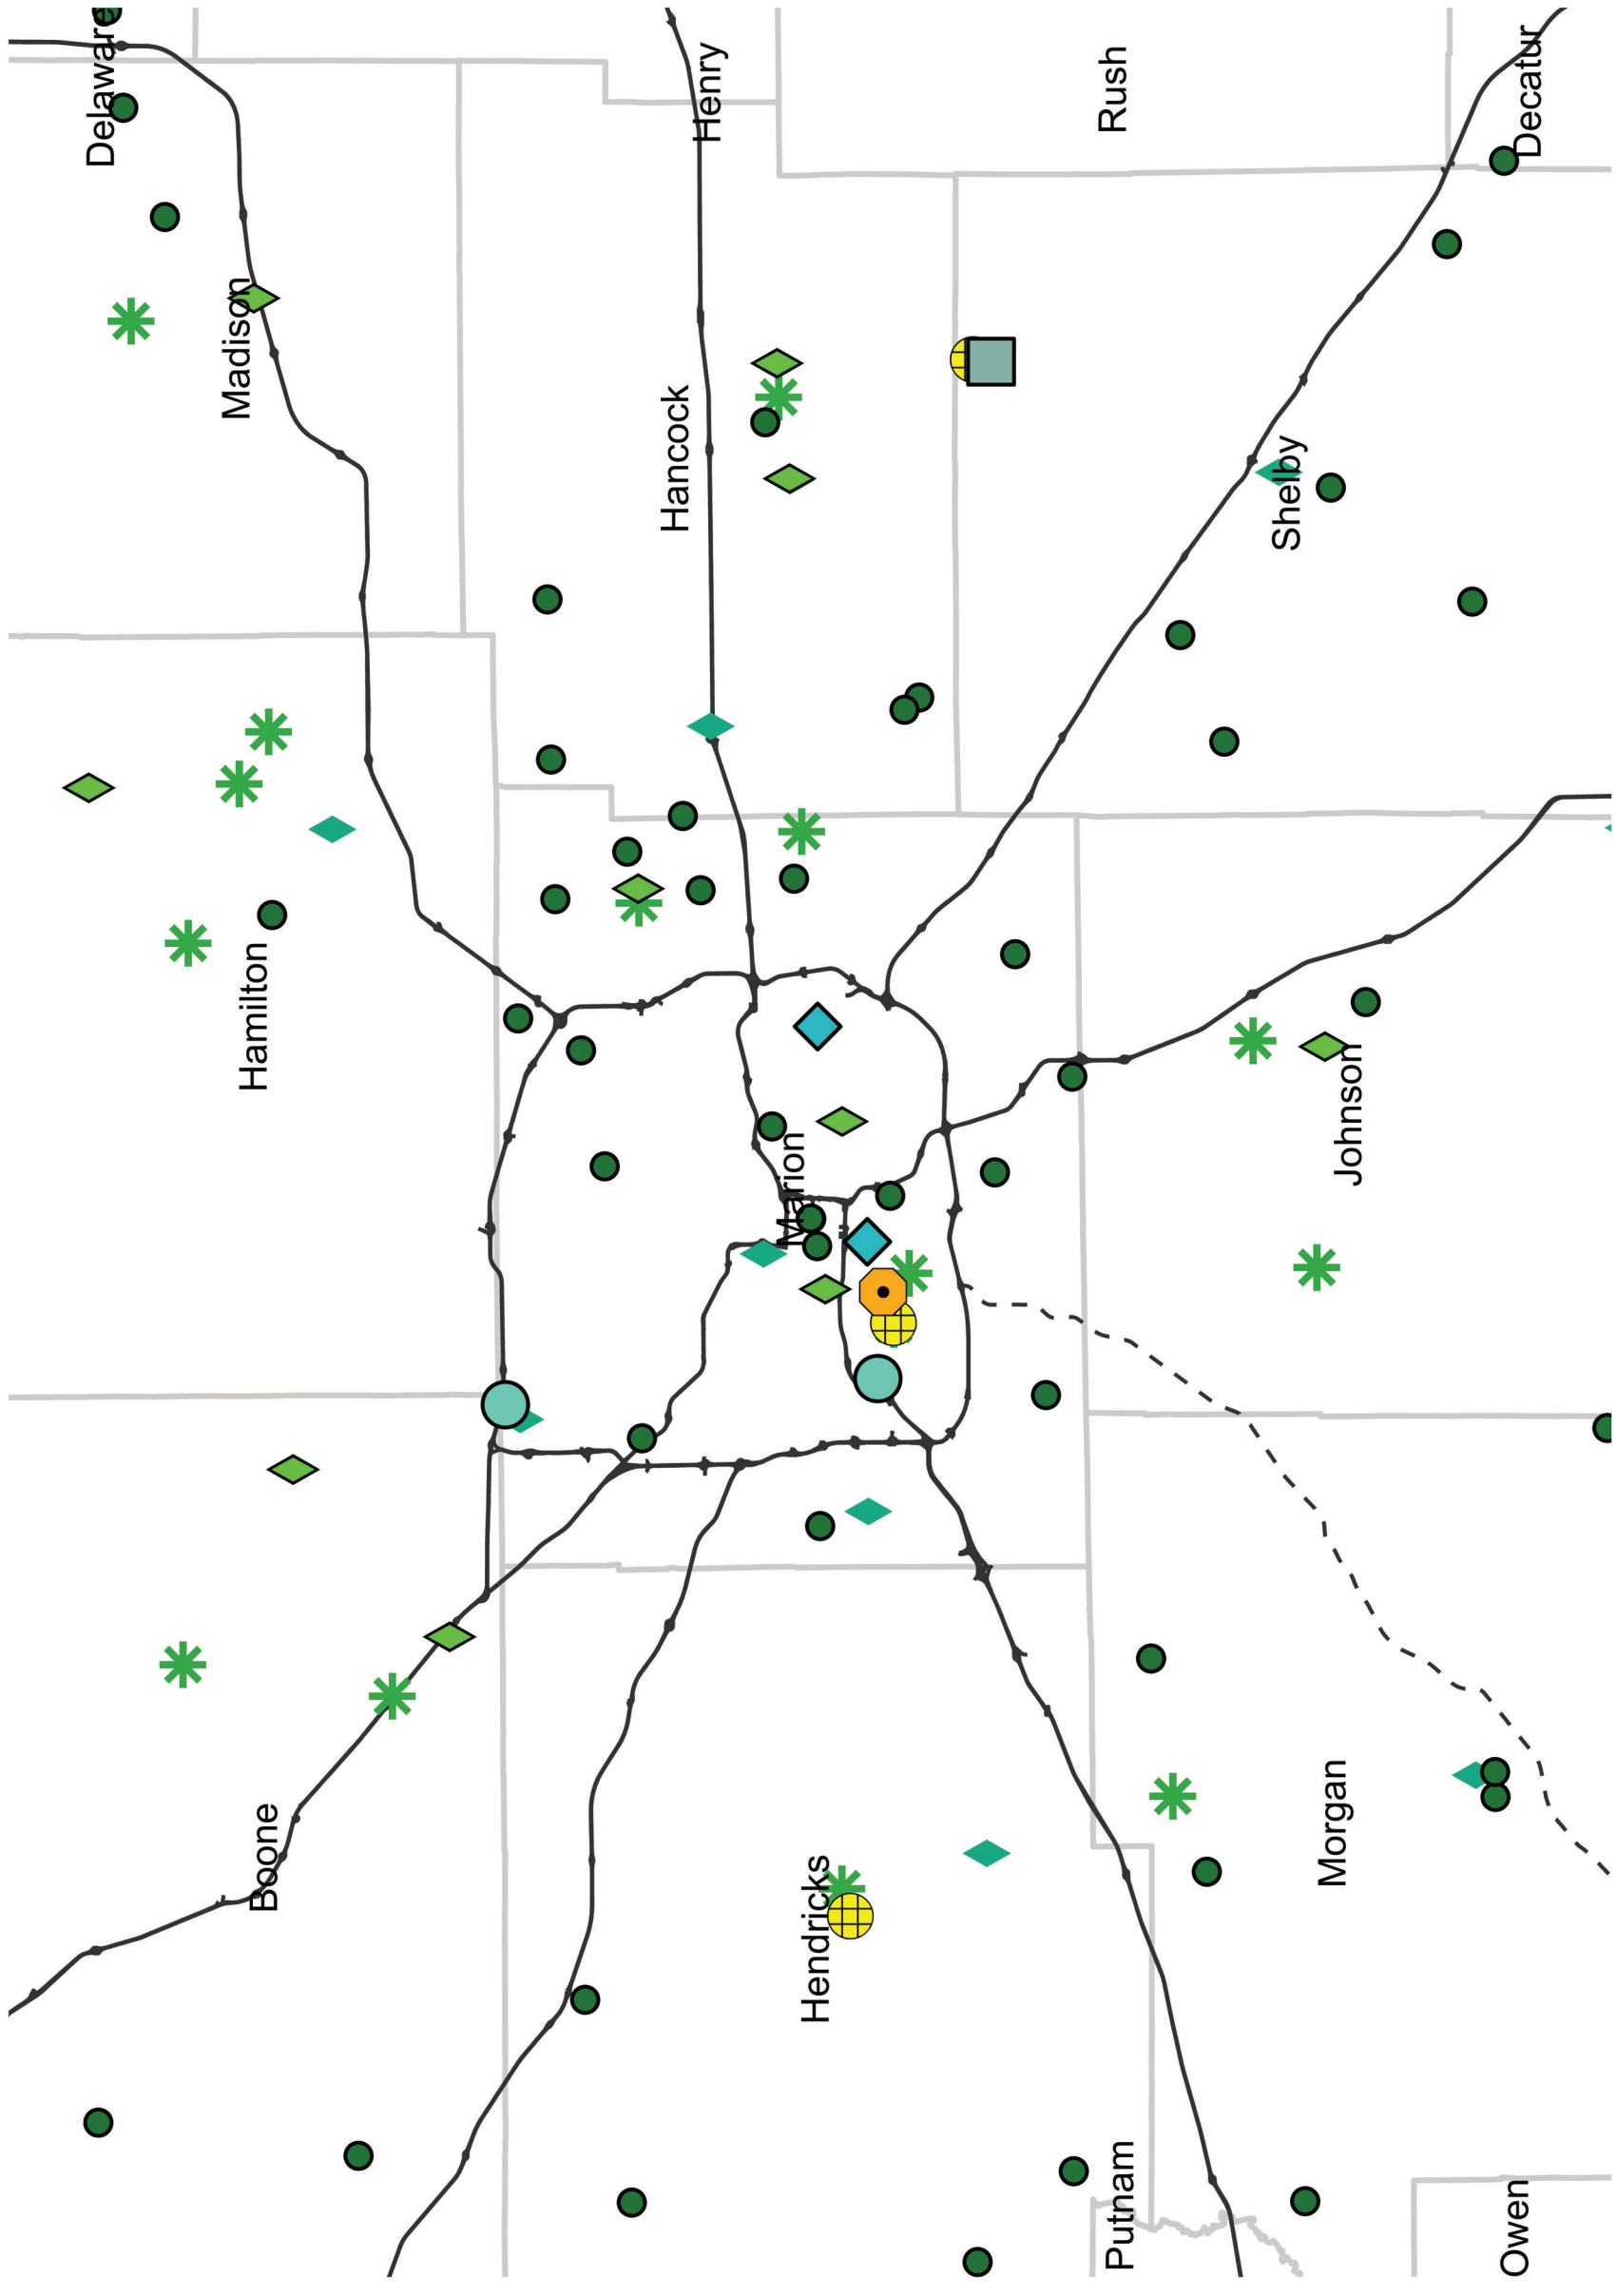 Delaware
Henry
Rush
Decatur
Madison
Hancock
Shelby
Hamilton
Marion
Johnson
Boone
Hendricks
Morgan
Putnam
Owen